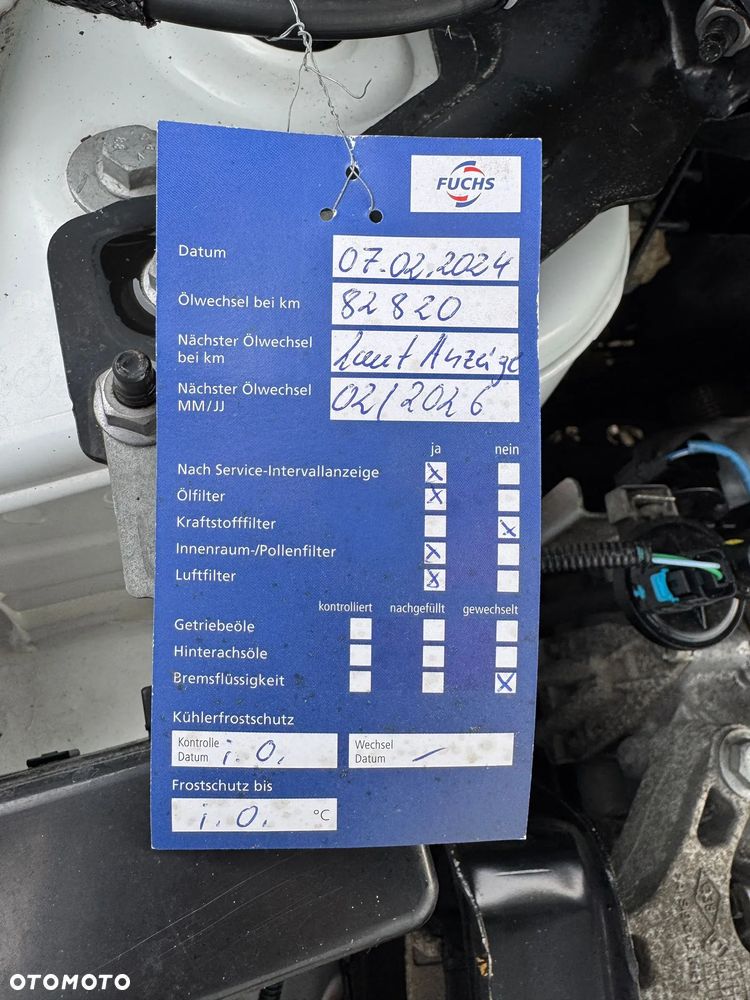 FUCHS
Datum 07.02.2024
Ölwechsel bei km 82 820
Nächster Ölwechsel bei km Laut Anzeige
Nächster Ölwechsel MM/JJ 02/2026
ja nein
Nach Service-Intervallanzeige x
Ölfilter x
Kraftstofffilter x
Innenraum-/Pollenfilter x
Luftfilter x
kontrolliert nachgefüllt gewechselt
Getriebeöle
Hinterachsöle
Bremsflüssigkeit x
Kühlerfrostschutz
Kontrolle Datum i.O. Wechsel Datum –
Frostschutz bis
i.O. °C
OTOMOTO